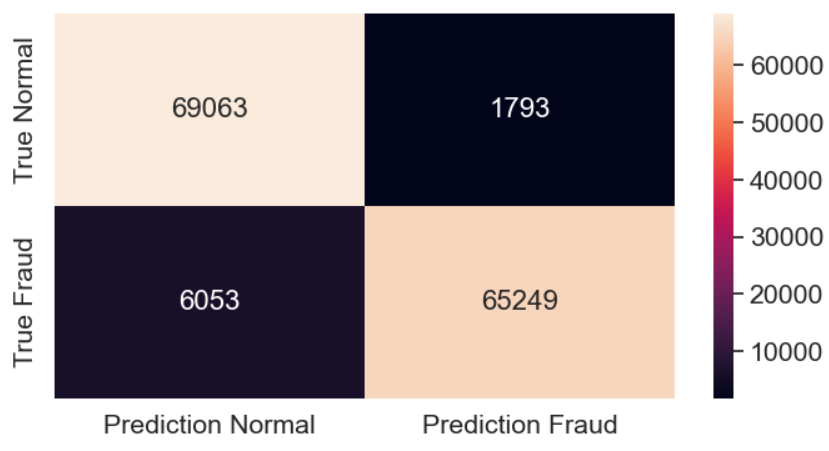 True Normal
69063
1793
True Fraud
6053
65249
Prediction Normal
Prediction Fraud
60000
50000
40000
30000
20000
10000